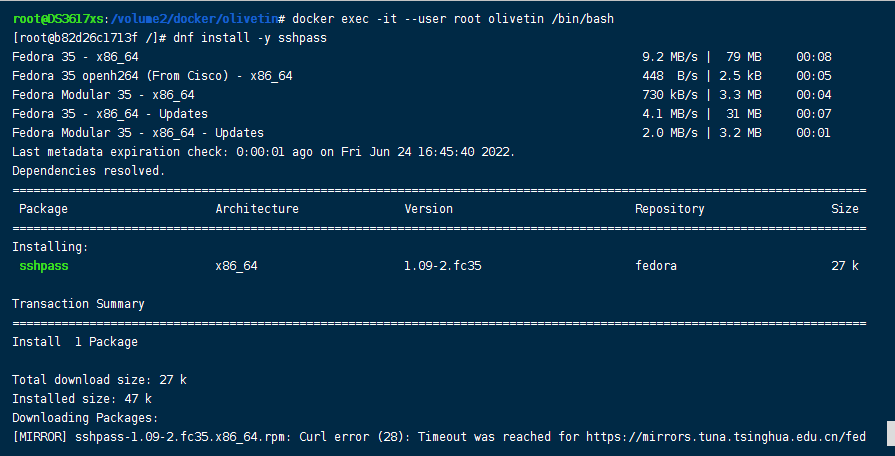 root@DS3617xs:/volume2/docker/olivetin# docker exec -it --user root olivetin /bin/bash
[root@b82d26c1713f /]# dnf install -y sshpass
Fedora 35 - x86_64 9.2 MB/s | 79 MB 00:08
Fedora 35 openh264 (From Cisco) - x86_64 448 B/s | 2.5 kB 00:05
Fedora Modular 35 - x86_64 730 kB/s | 3.3 MB 00:04
Fedora 35 - x86_64 - Updates 4.1 MB/s | 31 MB 00:07
Fedora Modular 35 - x86_64 - Updates 2.0 MB/s | 3.2 MB 00:01
Last metadata expiration check: 0:00:01 ago on Fri Jun 24 16:45:40 2022.
Dependencies resolved.
================================================================================
Package Architecture Version Repository Size
================================================================================
Installing:
sshpass x86_64 1.09-2.fc35 fedora 27 k
Transaction Summary
================================================================================
Install 1 Package
Total download size: 27 k
Installed size: 47 k
Downloading Packages:
[MIRROR] sshpass-1.09-2.fc35.x86_64.rpm: Curl error (28): Timeout was reached for https://mirrors.tuna.tsinghua.edu.cn/fed